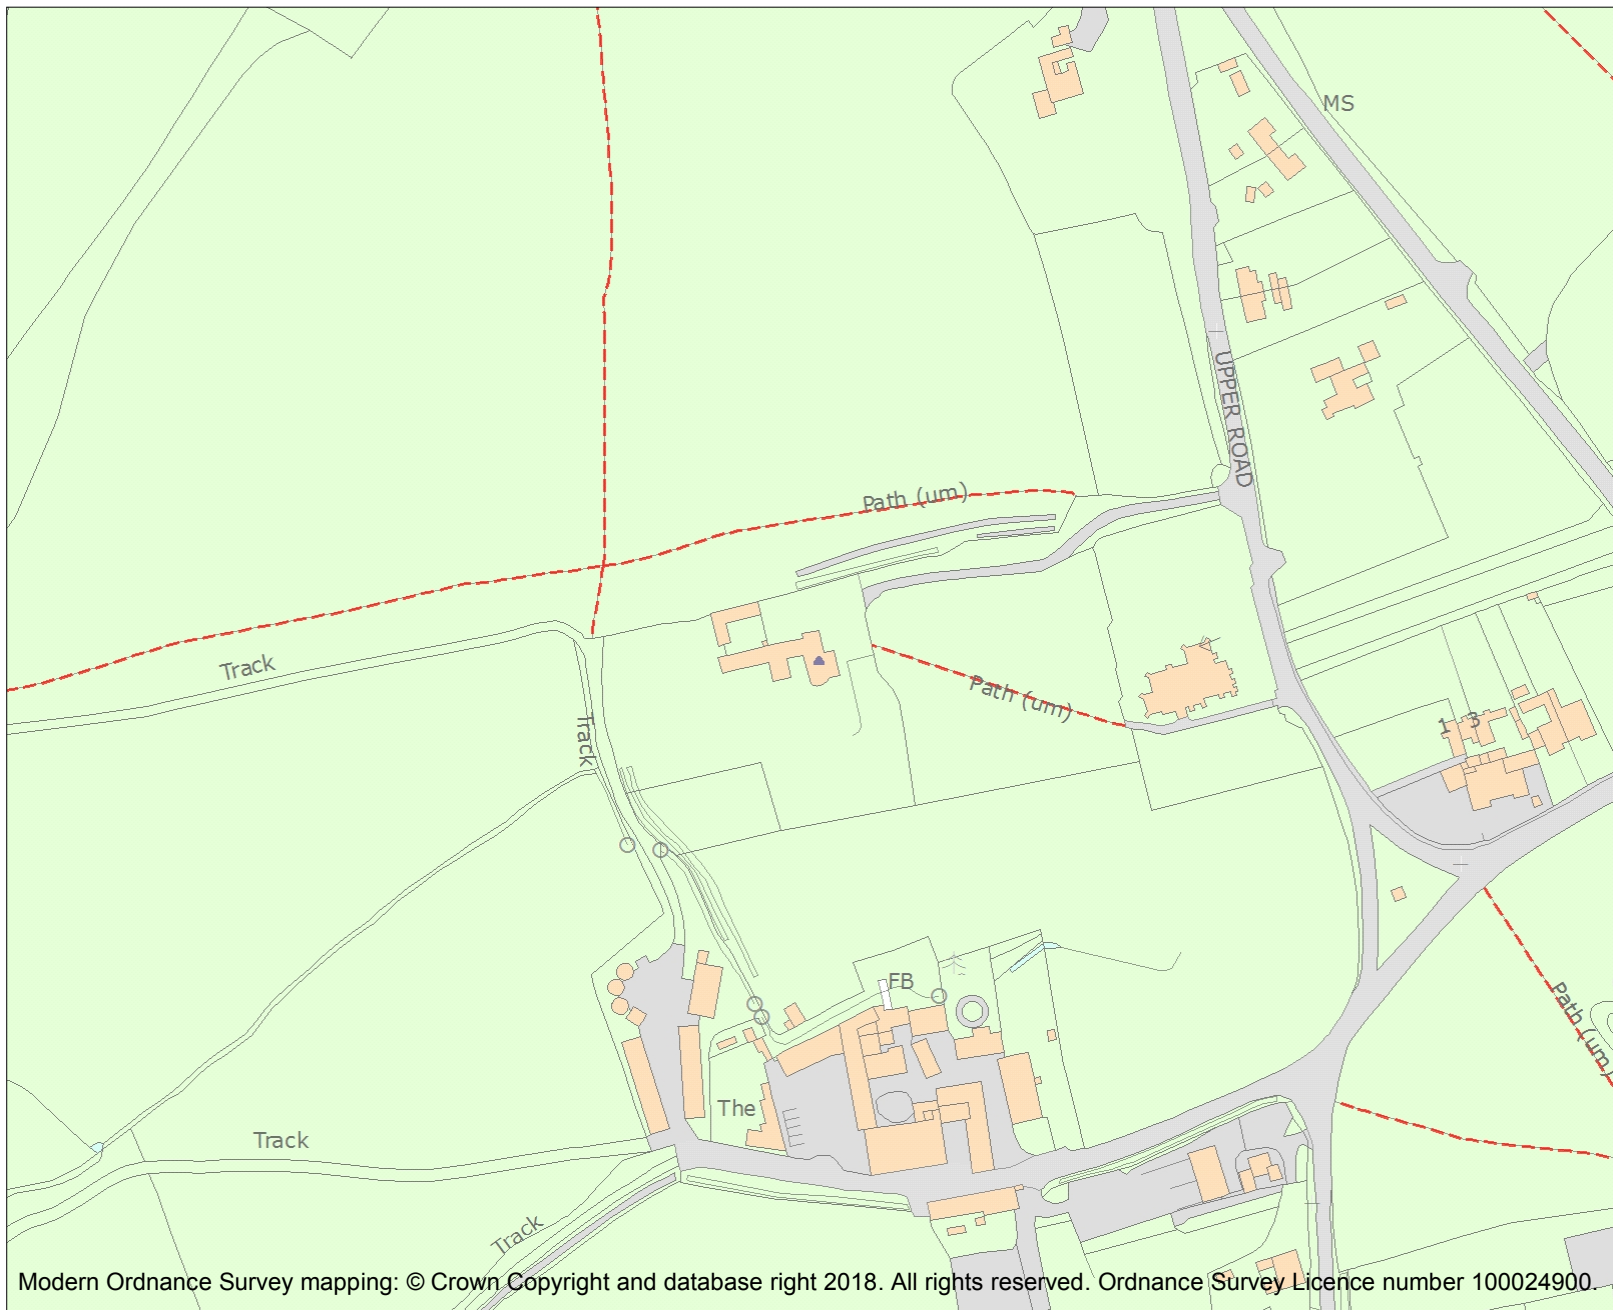 MS
UPPER ROAD
Path (um)
Track
Path (um)
Track
1 3
FB
Path (um)
The
Track
Track
Modern Ordnance Survey mapping: © Crown Copyright and database right 2018. All rights reserved. Ordnance Survey Licence number 100024900.